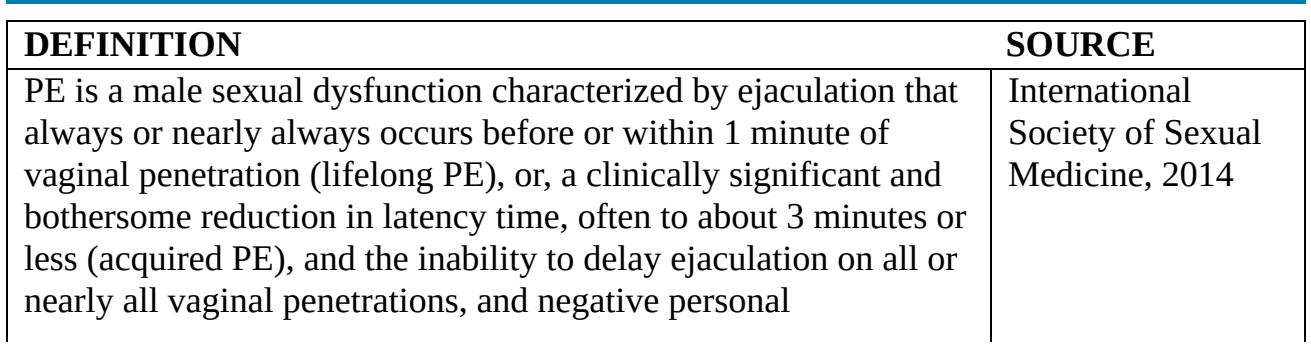 DEFINITION
SOURCE
PE is a male sexual dysfunction characterized by ejaculation that
always or nearly always occurs before or within 1 minute of
vaginal penetration (lifelong PE), or, a clinically significant and
bothersome reduction in latency time, often to about 3 minutes or
less (acquired PE), and the inability to delay ejaculation on all or
nearly all vaginal penetrations, and negative personal
International
Society of Sexual
Medicine, 2014